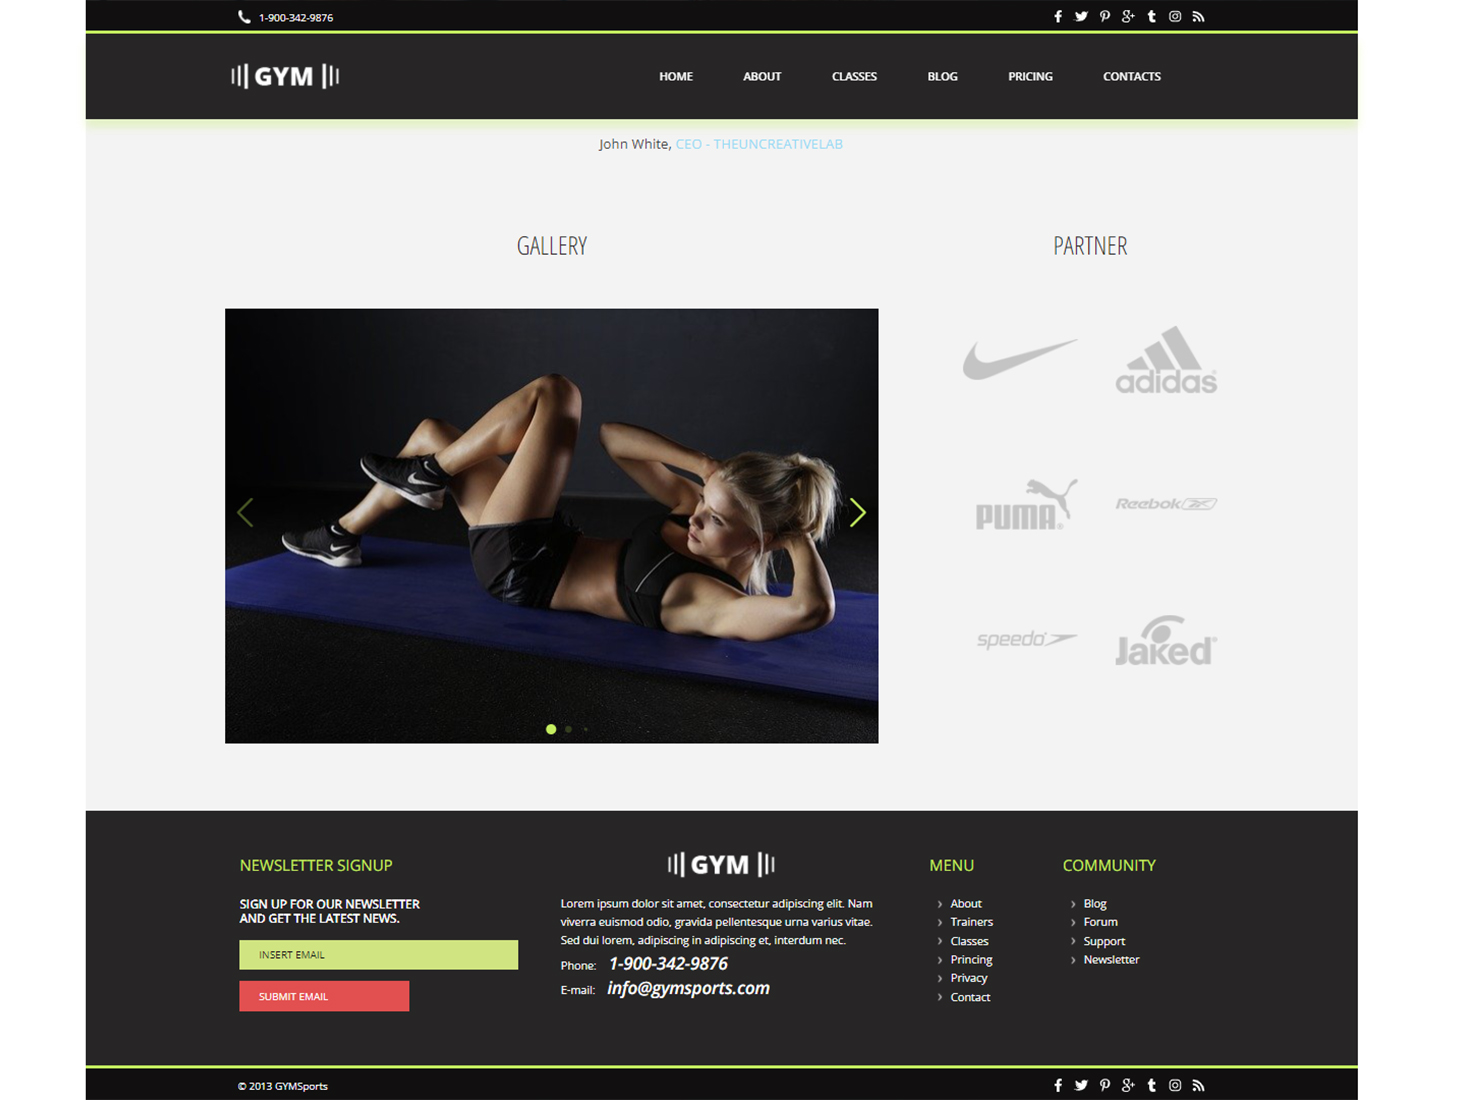 1-900-342-9876
GYM
HOME ABOUT CLASSES BLOG PRICING CONTACTS
John White, CEO - THEUNCREATIVELAB
GALLERY
PARTNER
adidas
PUMA
Reebok
speedo
Jaked
NEWSLETTER SIGNUP
SIGN UP FOR OUR NEWSLETTER
AND GET THE LATEST NEWS.
INSERT EMAIL
SUBMIT EMAIL
GYM
Lorem ipsum dolor sit amet, consectetur adipiscing elit. Nam
viverra euismod odio, gravida pellentesque urna varius vitae.
Sed dui lorem, adipiscing in adipiscing et, interdum nec.
Phone: 1-900-342-9876
E-mail: info@gymsports.com
MENU
About
Trainers
Classes
Princing
Privacy
Contact
COMMUNITY
Blog
Forum
Support
Newsletter
© 2013 GYMSports